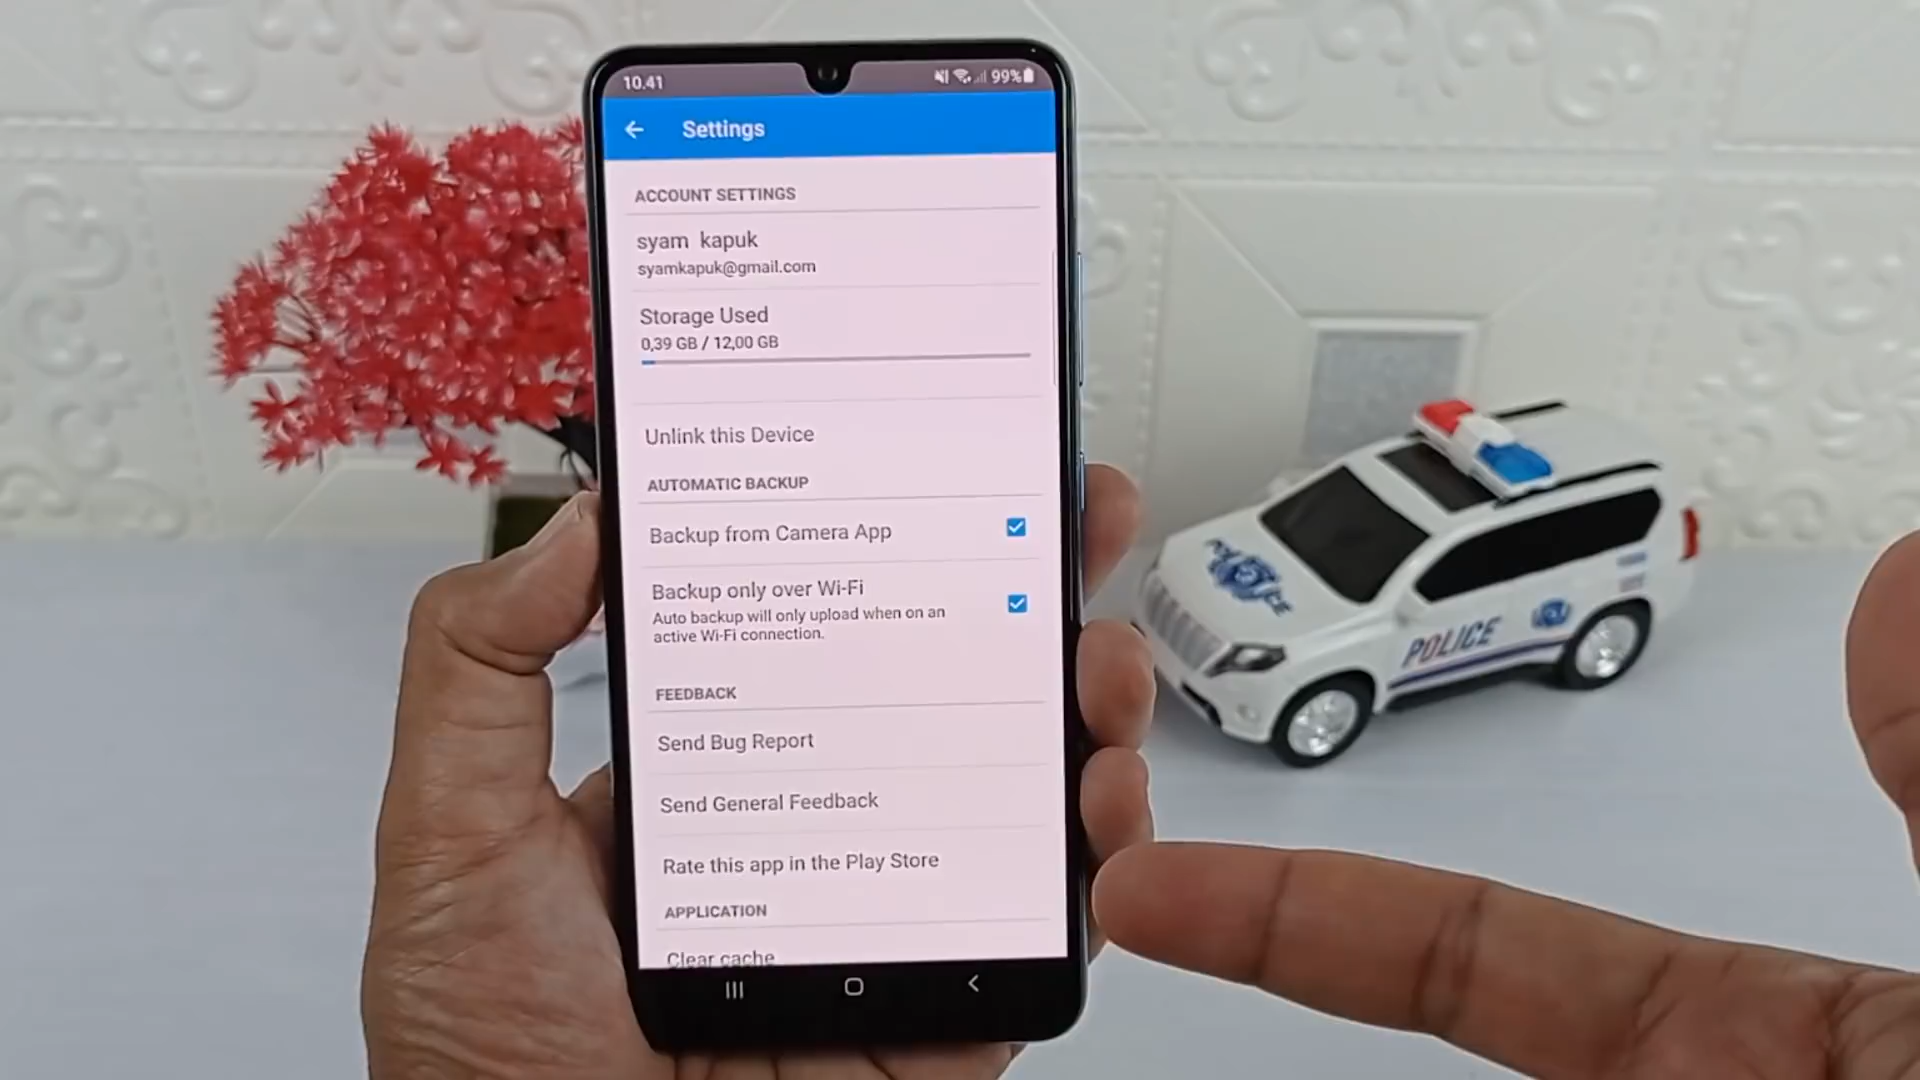 10.41
99%
Settings
ACCOUNT SETTINGS
syam kapuk
syamkapuk@gmail.com
Storage Used
0,39 GB / 12,00 GB
Unlink this Device
AUTOMATIC BACKUP
Backup from Camera App
Backup only over Wi-Fi
Auto backup will only upload when on an
active Wi-Fi connection.
FEEDBACK
Send Bug Report
Send General Feedback
Rate this app in the Play Store
APPLICATION
Clear cache
POLICE
POLICE